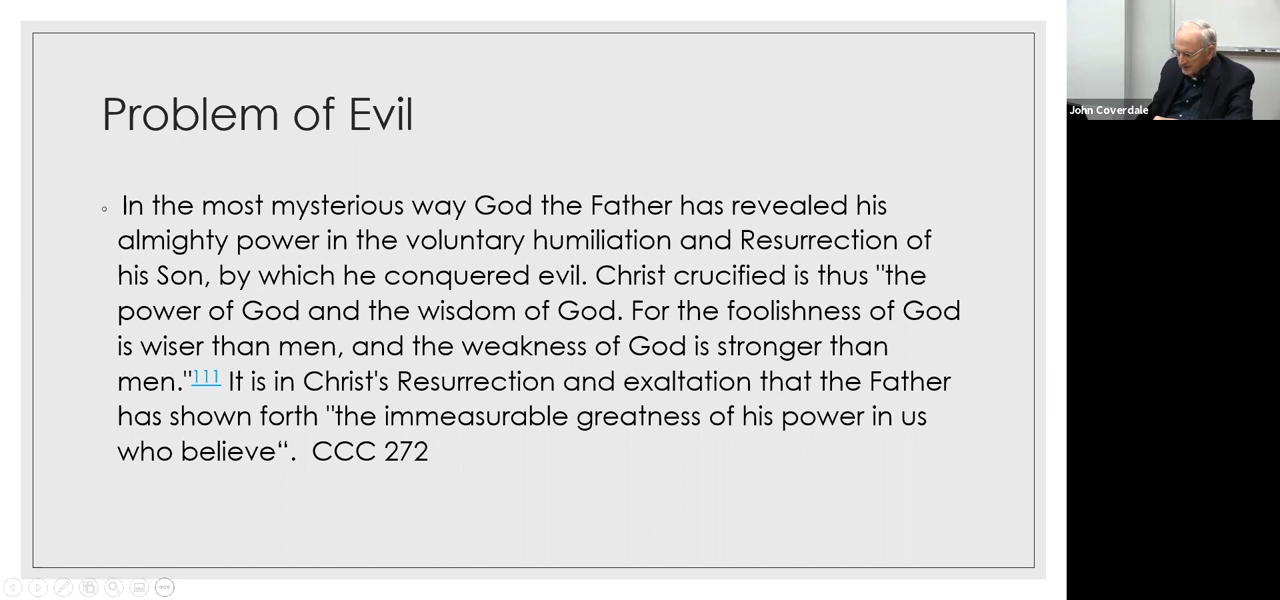 Problem of Evil
In the most mysterious way God the Father has revealed his
almighty power in the voluntary humiliation and Resurrection of
his Son, by which he conquered evil. Christ crucified is thus "the
power of God and the wisdom of God. For the foolishness of God
is wiser than men, and the weakness of God is stronger than
men."111 It is in Christ's Resurrection and exaltation that the Father
has shown forth "the immeasurable greatness of his power in us
who believe“.  CCC 272
John Coverdale